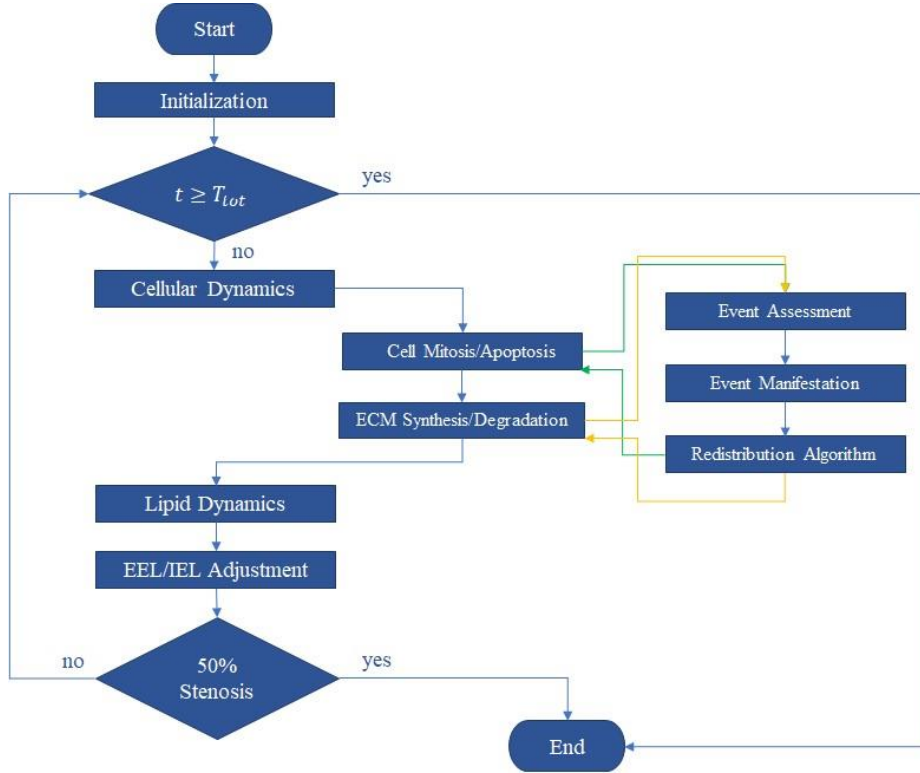 Start
Initialization
t ≥ T_lot
yes
no
Cellular Dynamics
Cell Mitosis/Apoptosis
ECM Synthesis/Degradation
Event Assessment
Event Manifestation
Redistribution Algorithm
Lipid Dynamics
EEL/IEL Adjustment
50%
Stenosis
no
yes
End